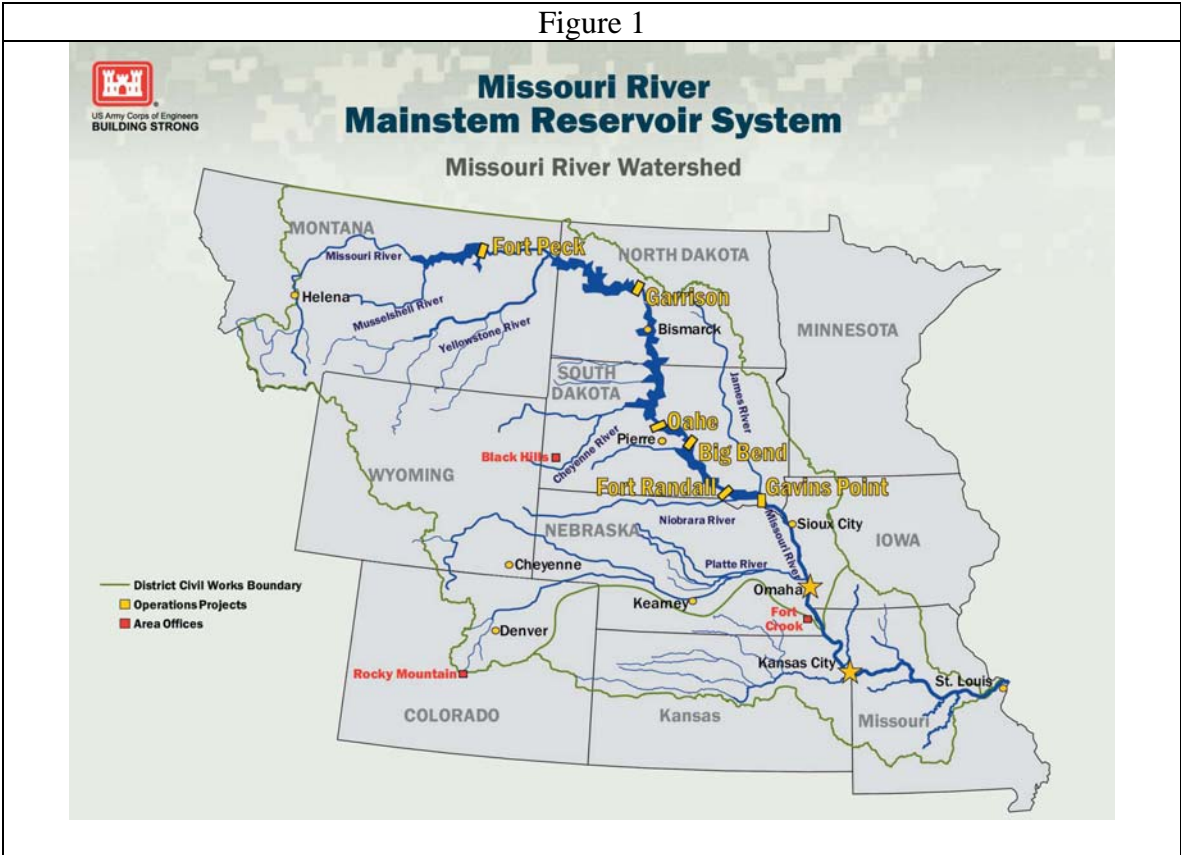 Figure 1
US Army Corps of Engineers
BUILDING STRONG
®
Missouri River
Mainstem Reservoir System
Missouri River Watershed
MONTANA
Fort Peck
NORTH DAKOTA
Missouri River
Helena
Garrison
Musselshell River
Bismarck
MINNESOTA
Yellowstone River
SOUTH
DAKOTA
James River
Oahe
Pierre
Big Bend
Black Hills
Cheyenne River
WYOMING
Fort Randall
Gavins Point
Niobrara River
Missouri River
Sioux City
NEBRASKA
IOWA
Cheyenne
Platte River
District Civil Works Boundary
Operations Projects
Area Offices
Omaha
Kearney
Fort
Crook
Denver
Kansas City
Rocky Mountain
St. Louis
COLORADO
Kansas
Missouri